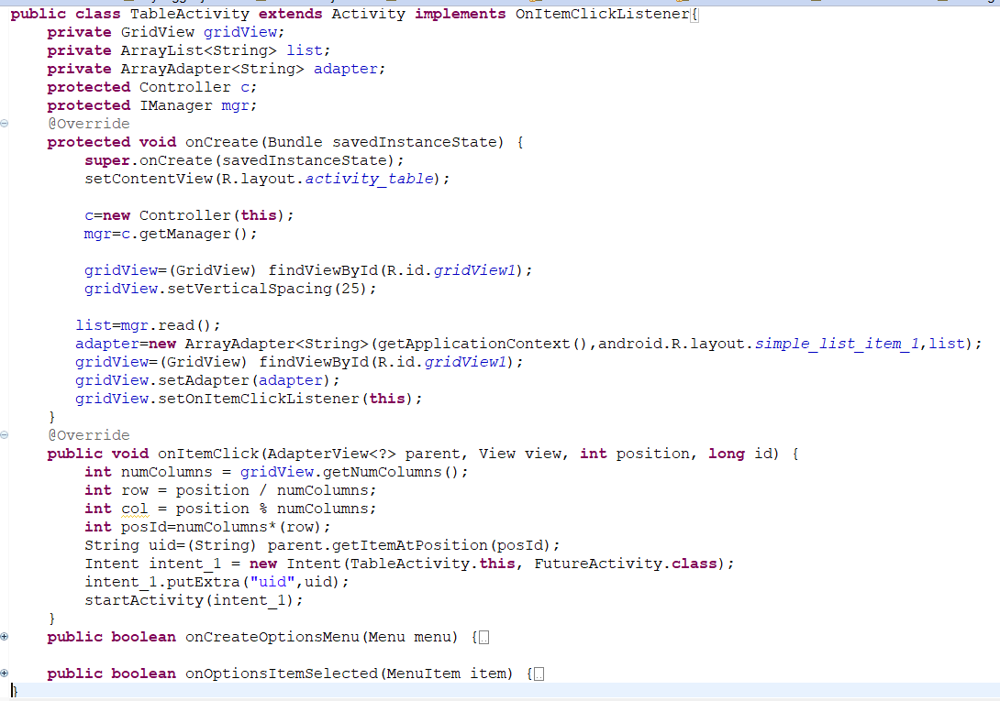 public class TableActivity extends Activity implements OnItemClickListener{
    private GridView gridView;
    private ArrayList<String> list;
    private ArrayAdapter<String> adapter;
    protected Controller c;
    protected IManager mgr;
    @Override
    protected void onCreate(Bundle savedInstanceState) {
        super.onCreate(savedInstanceState);
        setContentView(R.layout.activity_table);

        c=new Controller(this);
        mgr=c.getManager();

        gridView=(GridView) findViewById(R.id.gridView1);
        gridView.setVerticalSpacing(25);

       list=mgr.read();
       adapter=new ArrayAdapter<String>(getApplicationContext(),android.R.layout.simple_list_item_1,list);
       gridView=(GridView) findViewById(R.id.gridView1);
       gridView.setAdapter(adapter);
       gridView.setOnItemClickListener(this);
    }
    @Override
    public void onItemClick(AdapterView<?> parent, View view, int position, long id) {
        int numColumns = gridView.getNumColumns();
        int row = position / numColumns;
        int col = position % numColumns;
        int posId=numColumns*(row);
        String uid=(String) parent.getItemAtPosition(posId);
        Intent intent_1 = new Intent(TableActivity.this, FutureActivity.class);
        intent_1.putExtra("uid",uid);
        startActivity(intent_1);
    }
    public boolean onCreateOptionsMenu(Menu menu) {..

    public boolean onOptionsItemSelected(MenuItem item) {..
}